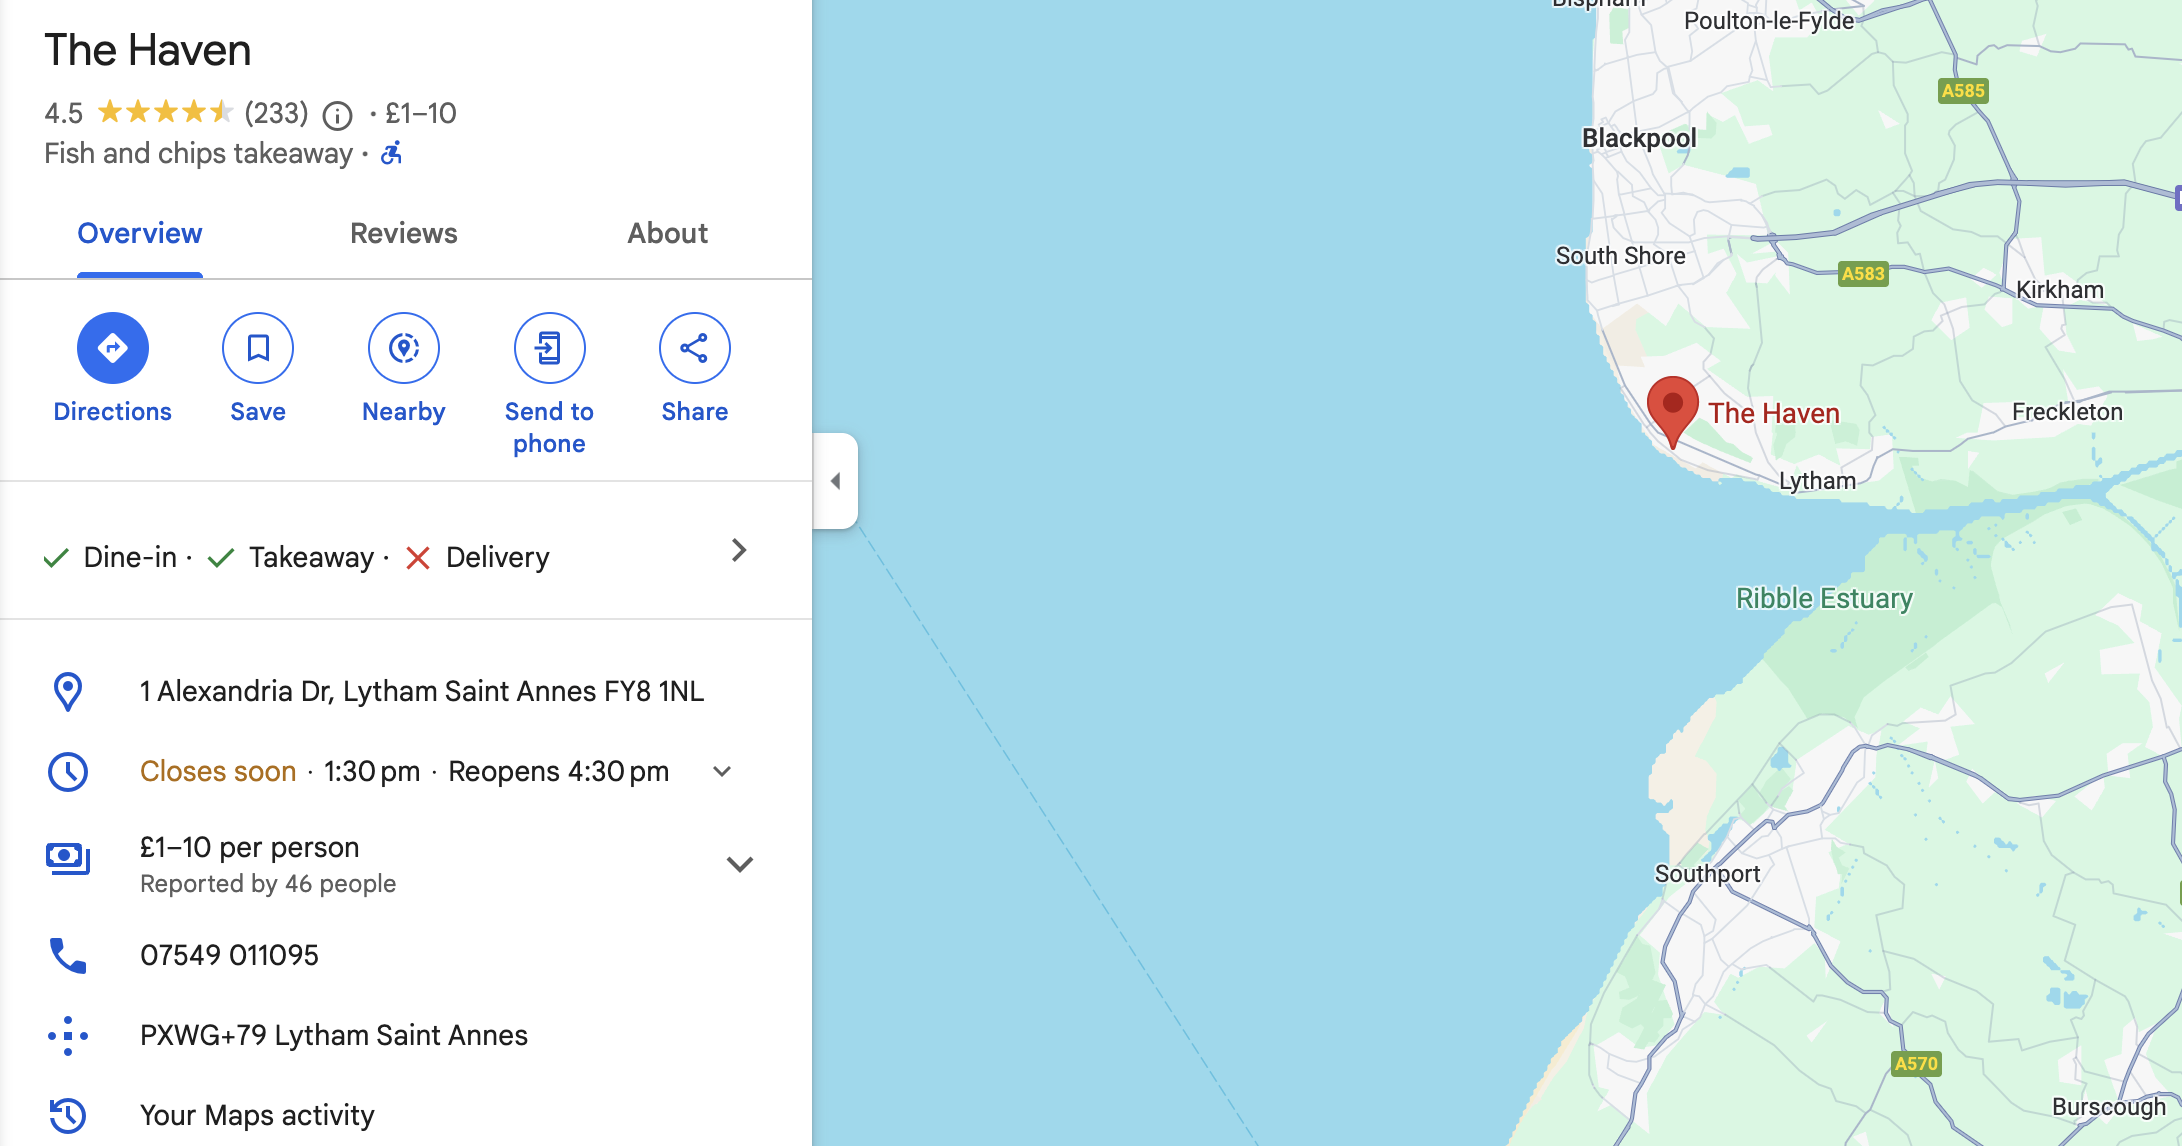 The Haven
4.5 (233) · £1–10
Fish and chips takeaway ·
Overview Reviews About
Directions Save Nearby Send to phone Share
Dine-in · Takeaway · Delivery
1 Alexandria Dr, Lytham Saint Annes FY8 1NL
Closes soon · 1:30 pm · Reopens 4:30 pm
£1–10 per person
Reported by 46 people
07549 011095
PXWG+79 Lytham Saint Annes
Your Maps activity
Bispham
Poulton-le-Fylde
A585
Blackpool
South Shore
A583
Kirkham
The Haven
Freckleton
Lytham
Ribble Estuary
Southport
A570
Burscough